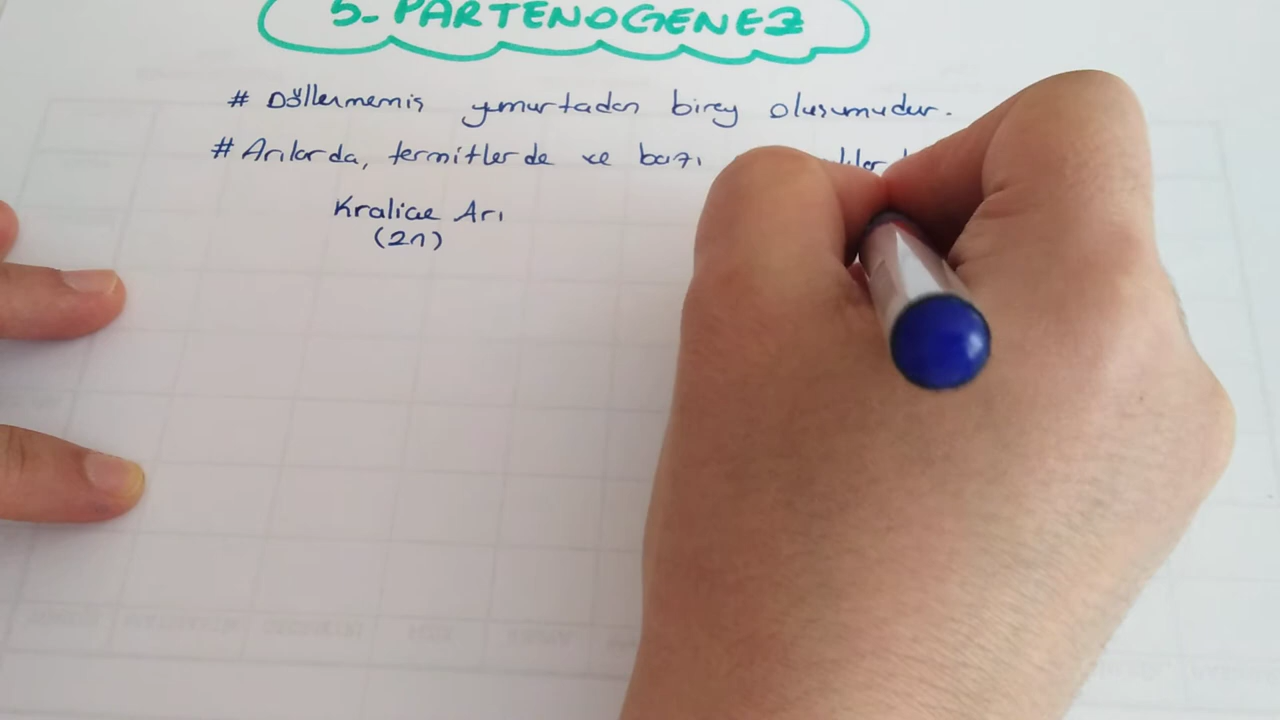 5- PARTENOGENEZ
# Döllenmemiş yumurtadan birey oluşumudur.
# Arılarda, termitlerde ve bazı
Kraliçe Arı
(2n)